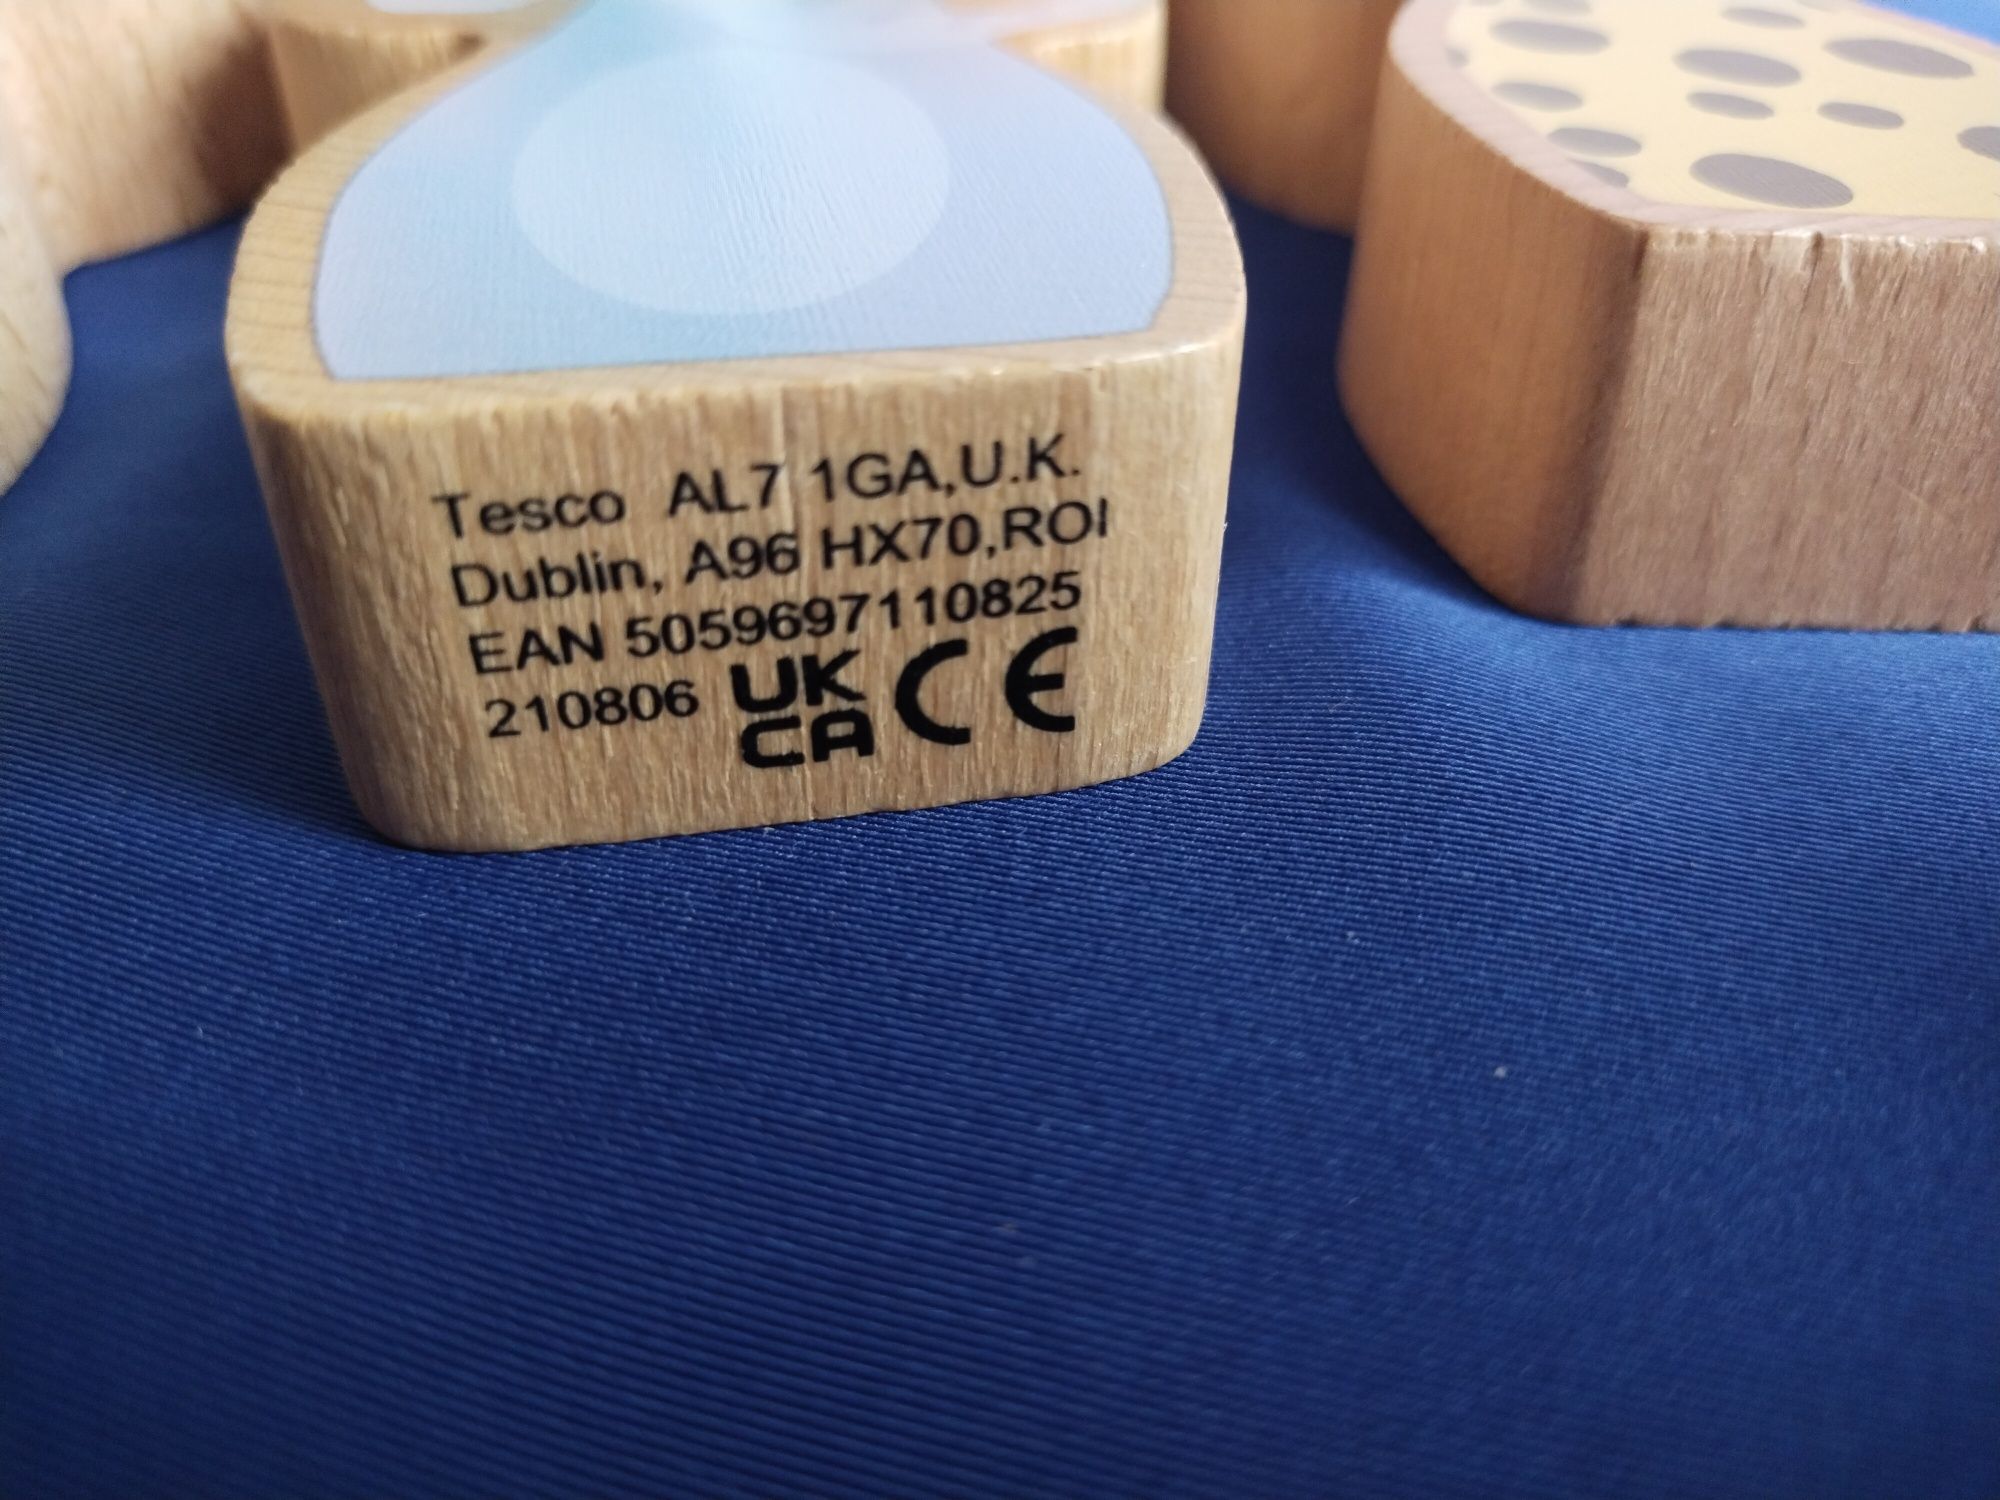 Tesco AL7 1GA,U.K.
Dublin, A96 HX70,ROI
EAN 5059697110825
210806 UK CA CE